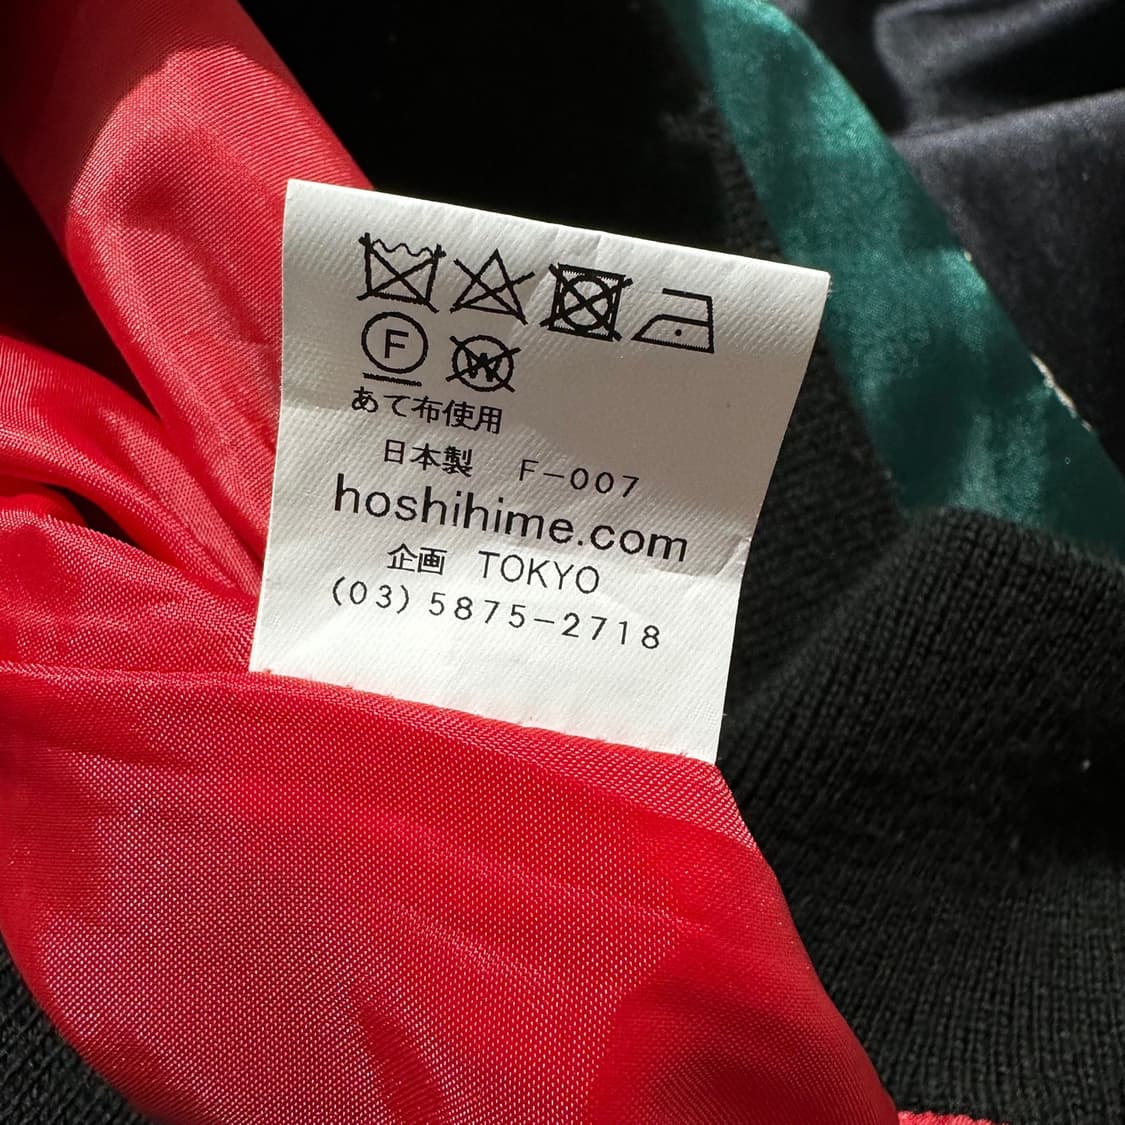 F W
あて布使用
日本製 F-007
hoshihime.com
企画 TOKYO
(03)5875-2718